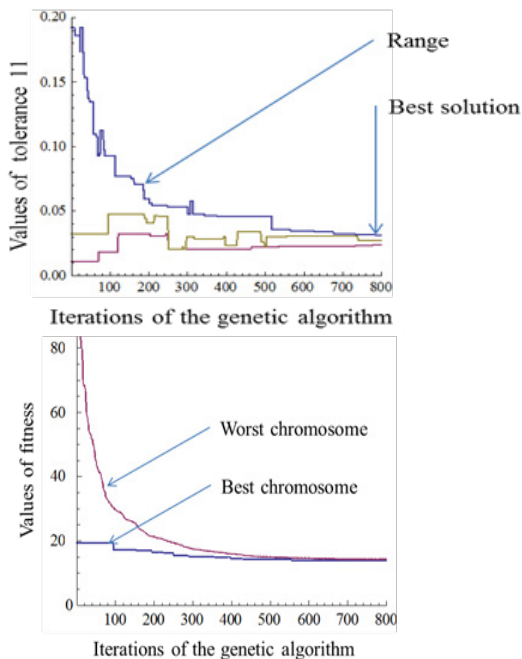 0.20
Range
0.15
Best solution
0.10
0.05
0.00
0 100 200 300 400 500 600 700 800
Values of tolerance 11
Iterations of the genetic algorithm
80
60
Worst chromosome
40
Best chromosome
20
0
100 200 300 400 500 600 700 800
Values of fitness
Iterations of the genetic algorithm